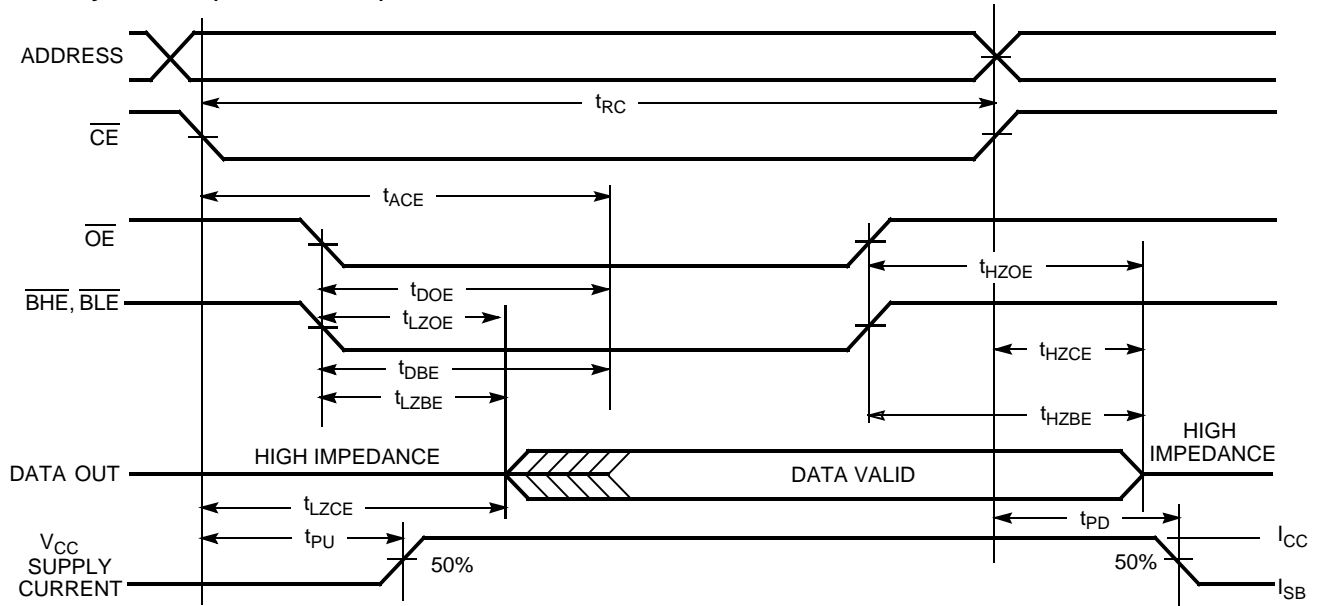 ADDRESS
tRC
CE
tACE
OE
tHZOE
tDOE
BHE, BLE
tLZOE
tHZCE
tDBE
tLZBE
tHZBE
HIGH
IMPEDANCE
HIGH IMPEDANCE
DATA OUT
DATA VALID
tLZCE
tPD
tPU
VCC
SUPPLY
CURRENT
50%
50%
ICC
ISB